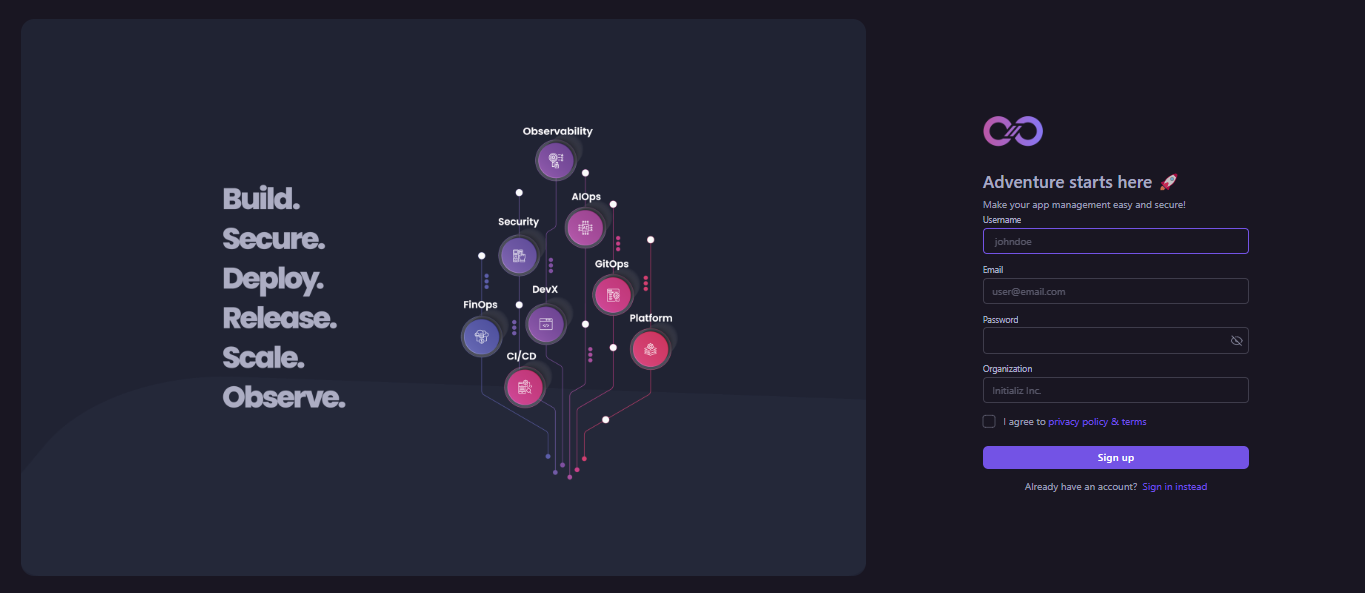 Build.
Secure.
Deploy.
Release.
Scale.
Observe.
Observability
AIOps
Security
GitOps
DevX
FinOps
Platform
CI/CD
Adventure starts here 🚀
Make your app management easy and secure!
Username
johndoe
Email
user@email.com
Password
Organization
Initializ Inc.
I agree to privacy policy & terms
Sign up
Already have an account? Sign in instead